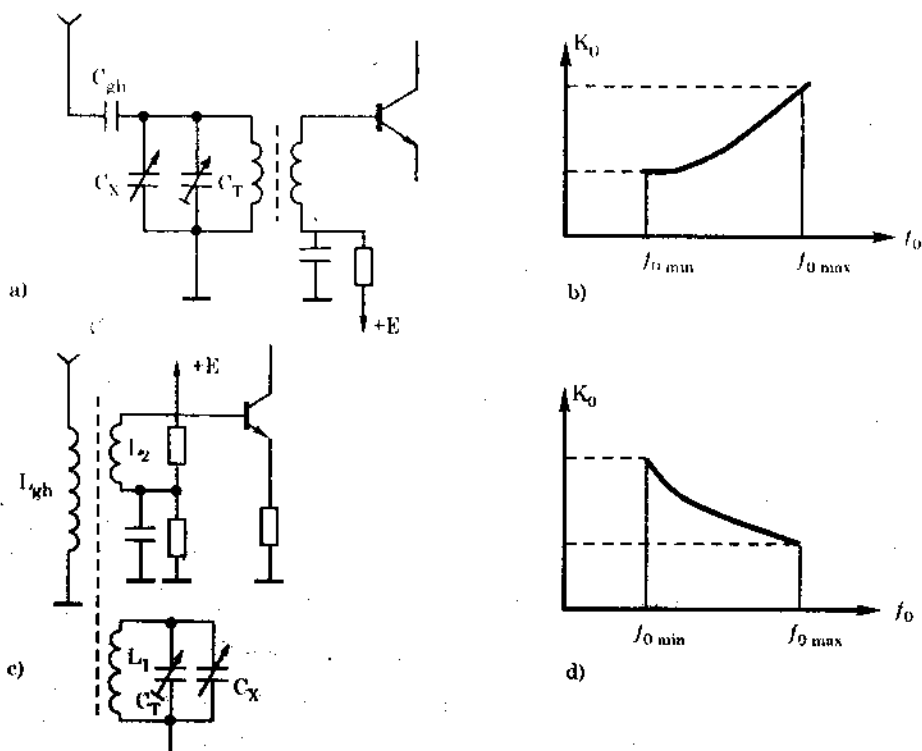 C_gh
C_X
C_T
+E
a)
K_0
f_0
f_0 min
f_0 max
b)
+E
L_gh
L_2
L_1
C_T
C_X
c)
K_0
f_0
f_0 min
f_0 max
d)